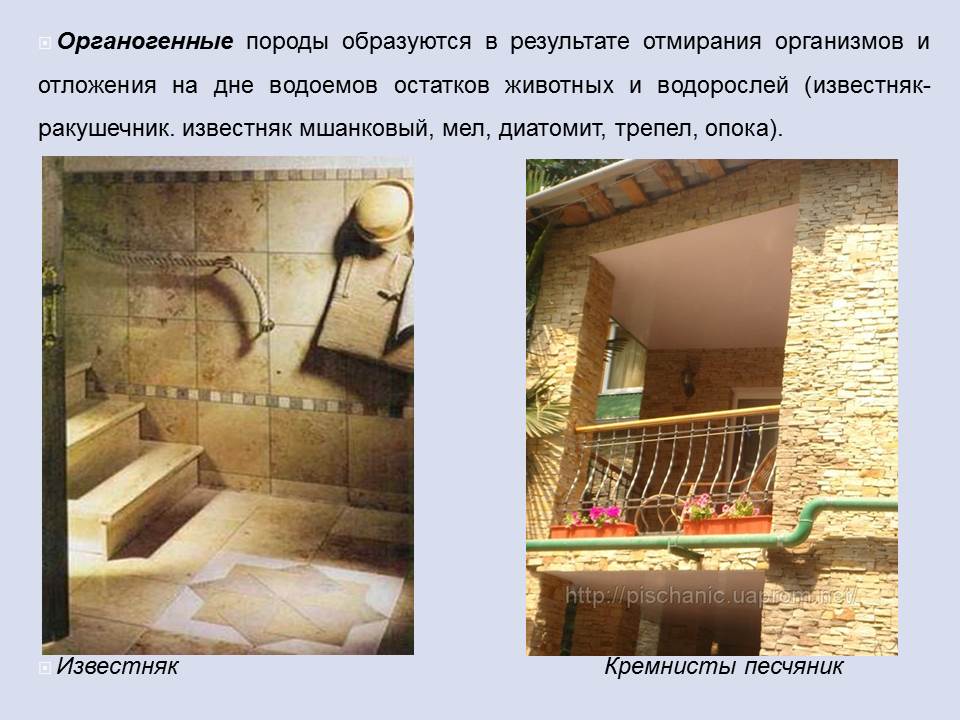 Органогенные породы образуются в результате отмирания организмов и
отложения на дне водоемов остатков животных и водорослей (известняк-
ракушечник. известняк мшанковый, мел, диатомит, трепел, опока).
http://pischanic.uaprom.net/
Известняк
Кремнисты песчяник